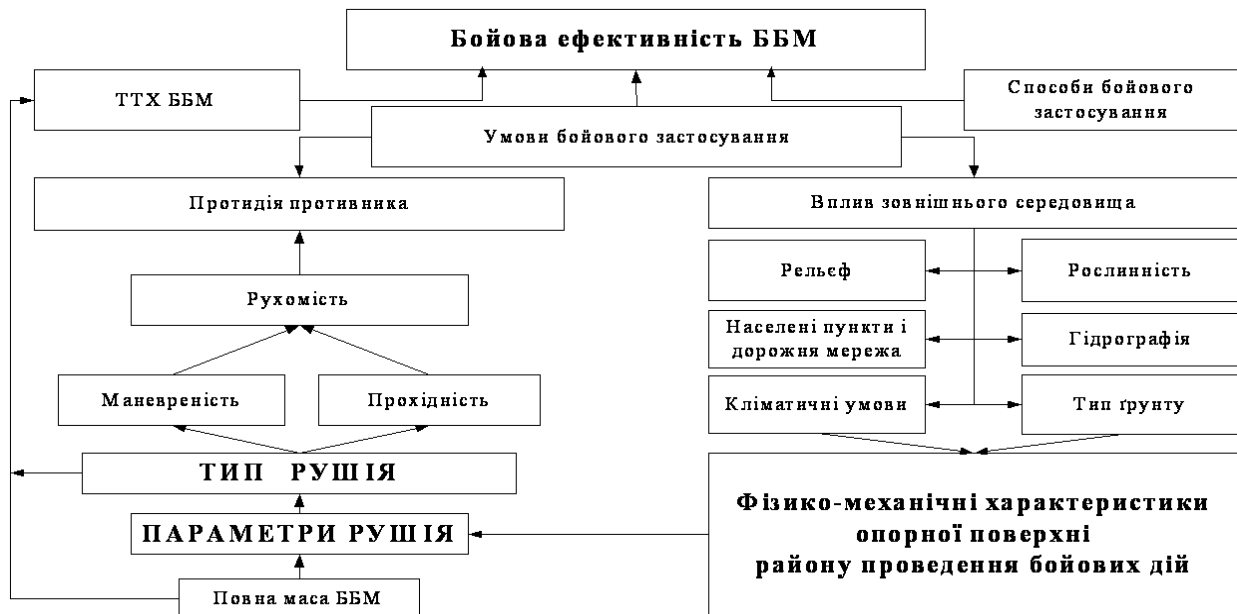 Бойова ефективність ББМ
ТТХ ББМ
Способи бойового
застосування
Умови бойового застосування
Протидія противника
Вплив зовнішнього середовища
Рельєф
Рослинність
Рухомість
Населені пункти і
дорожня мережа
Гідрографія
Маневреність
Прохідність
Кліматичні умови
Тип ґрунту
ТИП РУШІЯ
ПАРАМЕТРИ РУШІЯ
Фізико-механічні характеристики
опорної поверхні
району проведення бойових дій
Повна маса ББМ